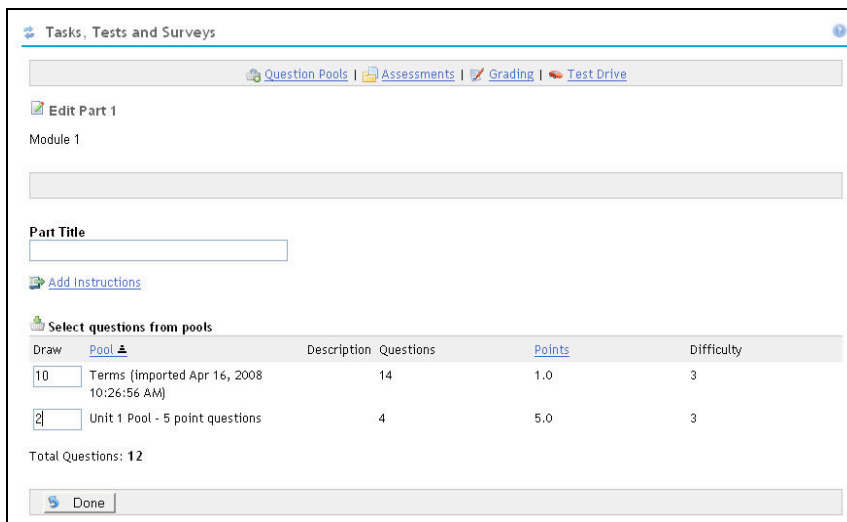 Tasks, Tests and Surveys
Question Pools | Assessments | Grading | Test Drive
Edit Part 1
Module 1
Part Title
Add Instructions
Select questions from pools
Draw Pool Description Questions Points Difficulty
10 Terms (imported Apr 16, 2008 14 1.0 3
10:26:56 AM)
2 Unit 1 Pool - 5 point questions 4 5.0 3
Total Questions: 12
Done